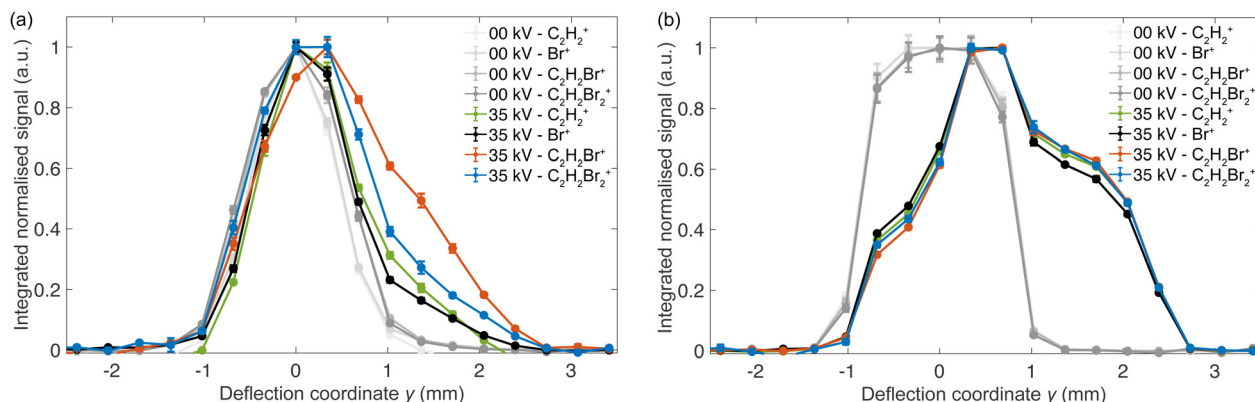 (a)
Integrated normalised signal (a.u.)
1
0.8
0.6
0.4
0.2
0
-2
-1
0
1
2
3
Deflection coordinate y (mm)
00 kV - C₂H₂⁺
00 kV - Br⁺
00 kV - C₂H₂Br⁺
00 kV - C₂H₂Br₂⁺
35 kV - C₂H₂⁺
35 kV - Br⁺
35 kV - C₂H₂Br⁺
35 kV - C₂H₂Br₂⁺
(b)
Integrated normalised signal (a.u.)
1
0.8
0.6
0.4
0.2
0
-2
-1
0
1
2
3
Deflection coordinate y (mm)
00 kV - C₂H₂⁺
00 kV - Br⁺
00 kV - C₂H₂Br⁺
00 kV - C₂H₂Br₂⁺
35 kV - C₂H₂⁺
35 kV - Br⁺
35 kV - C₂H₂Br⁺
35 kV - C₂H₂Br₂⁺